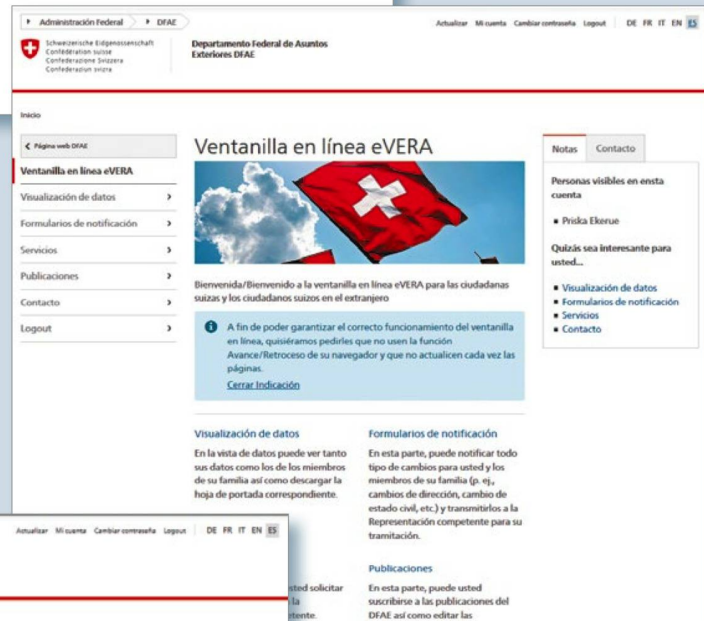 Administración Federal
DFAE
Actualizar Mi cuenta Cambiar contraseña Logout DE FR IT EN ES
Schweizerische Eidgenossenschaft
Confédération suisse
Confederazione Svizzera
Confederaziun svizra
Departamento Federal de Asuntos
Exteriores DFAE
Inicio
Página web DFAE
Ventanilla en línea eVERA
Visualización de datos
Formularios de notificación
Servicios
Publicaciones
Contacto
Logout
Ventanilla en línea eVERA
Bienvenida/Bienvenido a la ventanilla en línea eVERA para las ciudadanas
suizas y los ciudadanos suizos en el extranjero
A fin de poder garantizar el correcto funcionamiento del ventanilla
en línea, quisiéramos pedirles que no usen la función
Avance/Retroceso de su navegador y que no actualicen cada vez las
páginas.
Cerrar Indicación
Visualización de datos
En la vista de datos puede ver tanto
sus datos como los de los miembros
de su familia así como descargar la
hoja de portada correspondiente.
Formularios de notificación
En esta parte, puede notificar todo
tipo de cambios para usted y los
miembros de su familia (p. ej.,
cambios de dirección, cambio de
estado civil, etc.) y transmitirlos a la
Representación competente para su
tramitación.
solicitar
la
Publicaciones
En esta parte, puede usted
suscribirse a las publicaciones del
DFAE así como editar las
Notas
Contacto
Personas visibles en ensta
cuenta
Priska Ekerue
Quizás sea interesante para
usted...
Visualización de datos
Formularios de notificación
Servicios
Contacto
Actualizar Mi cuenta Cambiar contraseña Logout DE FR IT EN ES